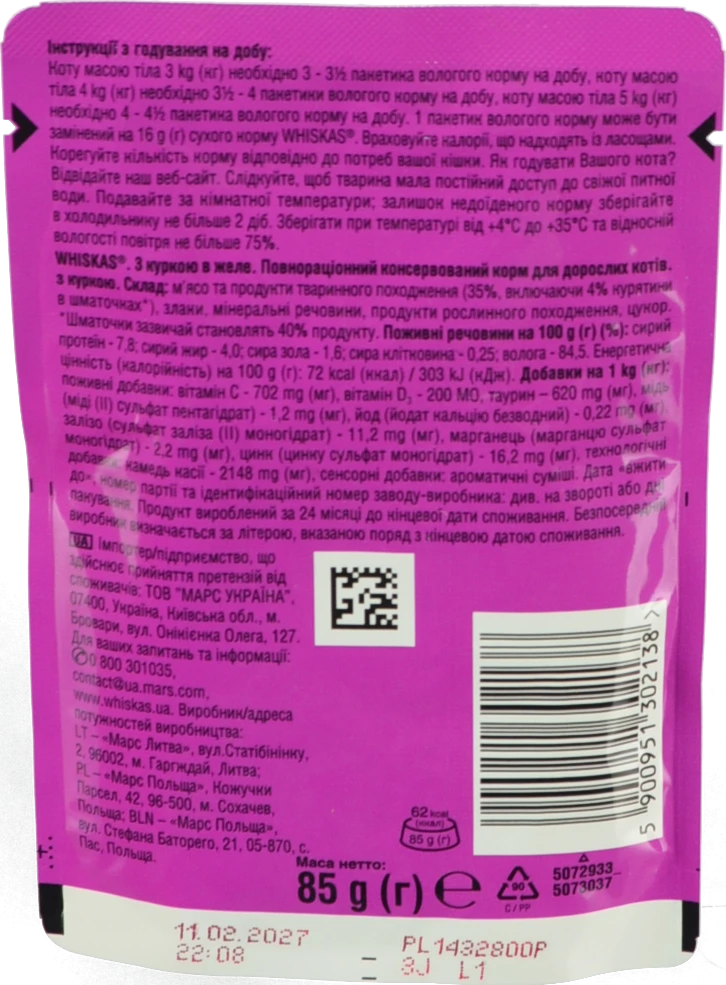 Інструкції з годування на добу:
Коту масою тіла 3 kg (кг) необхідно 3 - 3½ пакетика вологого корму на добу, коту масою
тіла 4 kg (кг) необхідно 3½ - 4 пакетики вологого корму на добу, коту масою тіла 5 kg (кг)
необхідно 4 - 4½ пакетика вологого корму на добу. 1 пакетик вологого корму може бути
замінений на 16 g (г) сухого корму WHISKAS®. Враховуйте калорії, що надходять із ласощами.
Корегуйте кількість корму відповідно до потреб вашої кішки. Як годувати Вашого кота?
Відвідайте наш веб-сайт. Слідкуйте, щоб тварина мала постійний доступ до свіжої питної
води. Подавайте за кімнатної температури; залишок недоїденого корму зберігайте
в холодильнику не більше 2 діб. Зберігати при температурі від +4°C до +35°C та відносній
вологості повітря не більше 75%.
WHISKAS®. З куркою в желе. Повнораціонний консервований корм для дорослих котів.
З куркою. Склад: м'ясо та продукти тваринного походження (35%, включаючи 4% курятини
в шматочках*), злаки, мінеральні речовини, продукти рослинного походження, цукор.
*Шматочки зазвичай становлять 40% продукту. Поживні речовини на 100 g (г) (%): сирий
протеїн - 7,8; сирий жир - 4,0; сира зола - 1,6; сира клітковина - 0,25; волога - 84,5. Енергетична
цінність (калорійність) на 100 g (г): 72 kcal (ккал) / 303 kJ (кДж). Добавки на 1 kg (кг):
поживні добавки: вітамін C - 702 mg (мг), вітамін D₃ - 200 МО, таурин – 620 mg (мг), мідь
(міді (II) сульфат пентагідрат) - 1,2 mg (мг), йод (йодат кальцію безводний) - 0,22 mg (мг),
залізо (сульфат заліза (II) моногідрат) - 11,2 mg (мг), марганець (марганцю сульфат
моногідрат) - 2,2 mg (мг), цинк (цинку сульфат моногідрат) - 16,2 mg (мг), технологічні
добавки: камедь касії - 2148 mg (мг), сенсорні добавки: ароматичні суміші. Дата «вжити
до», номер партії та ідентифікаційний номер заводу-виробника: див. на звороті або дні
пакування. Продукт вироблений за 24 місяці до кінцевої дати споживання. Безпосередній
виробник визначається за літерою, вказаною поряд з кінцевою датою споживання.
UA Імпортер/підприємство, що
здійснює прийняття претензій від
споживачів: ТОВ "МАРС УКРАЇНА",
07400, Україна, Київська обл., м.
Бровари, вул. Онікієнка Олега, 127.
Для ваших запитань та інформації:
0 800 301035,
contact@ua.mars.com,
www.whiskas.ua. Виробник/адреса
потужностей виробництва:
LT – «Марс Литва», вул.Статібінінку,
2, 96002, м. Гаргждай, Литва;
PL – «Марс Польща», Кожучки
Парсел, 42, 96-500, м. Сохачев,
Польща; BLN – «Марс Польща»,
вул. Стефана Баторего, 21, 05-870, с.
Пас, Польща.
5 900951 302138 >
62 kcal
(ккал)
85 g (г)
Маса нетто:
85 g (г) ℮
90
C / PP
5072933
5073037
11.02.2027
22:08
PL1432800P
3J L1